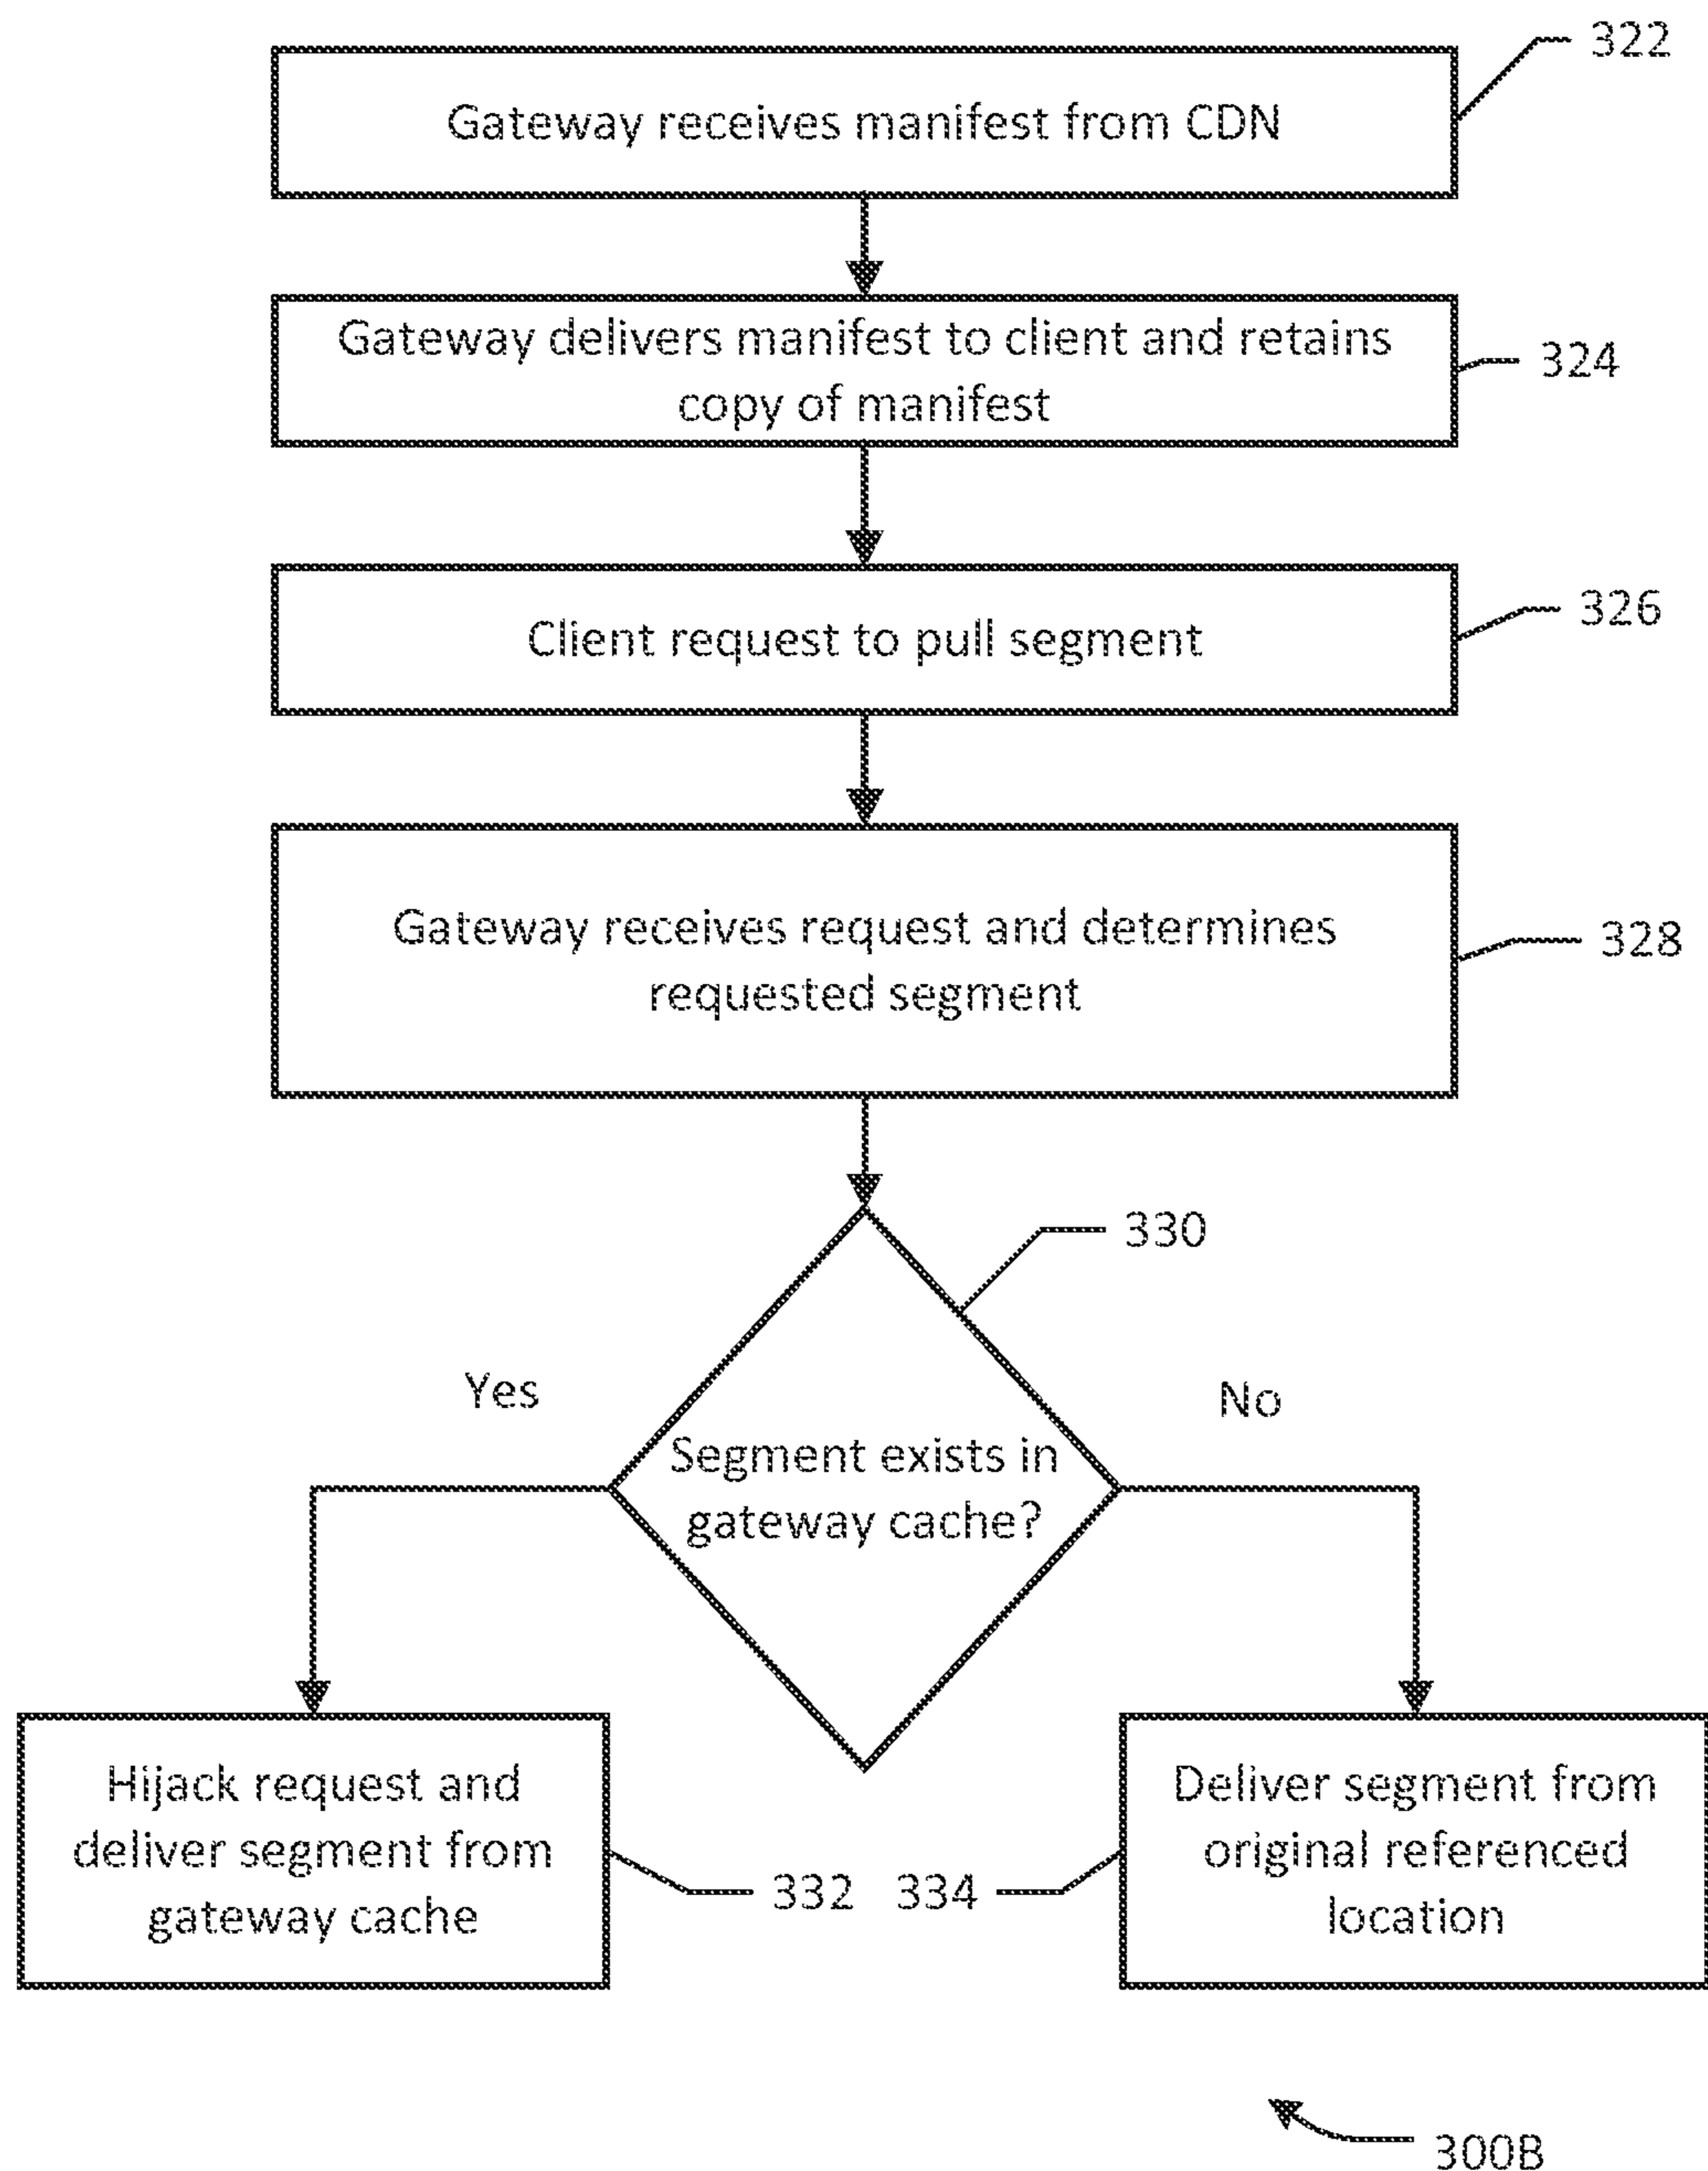 322
Gateway receives manifest from CDN
Gateway delivers manifest to client and retains
copy of manifest
324
Client request to pull segment
326
Gateway receives request and determines
requested segment
328
330
Yes
No
Segment exists in
gateway cache?
Hijack request and
deliver segment from
gateway cache
332
334
Deliver segment from
original referenced
location
300B